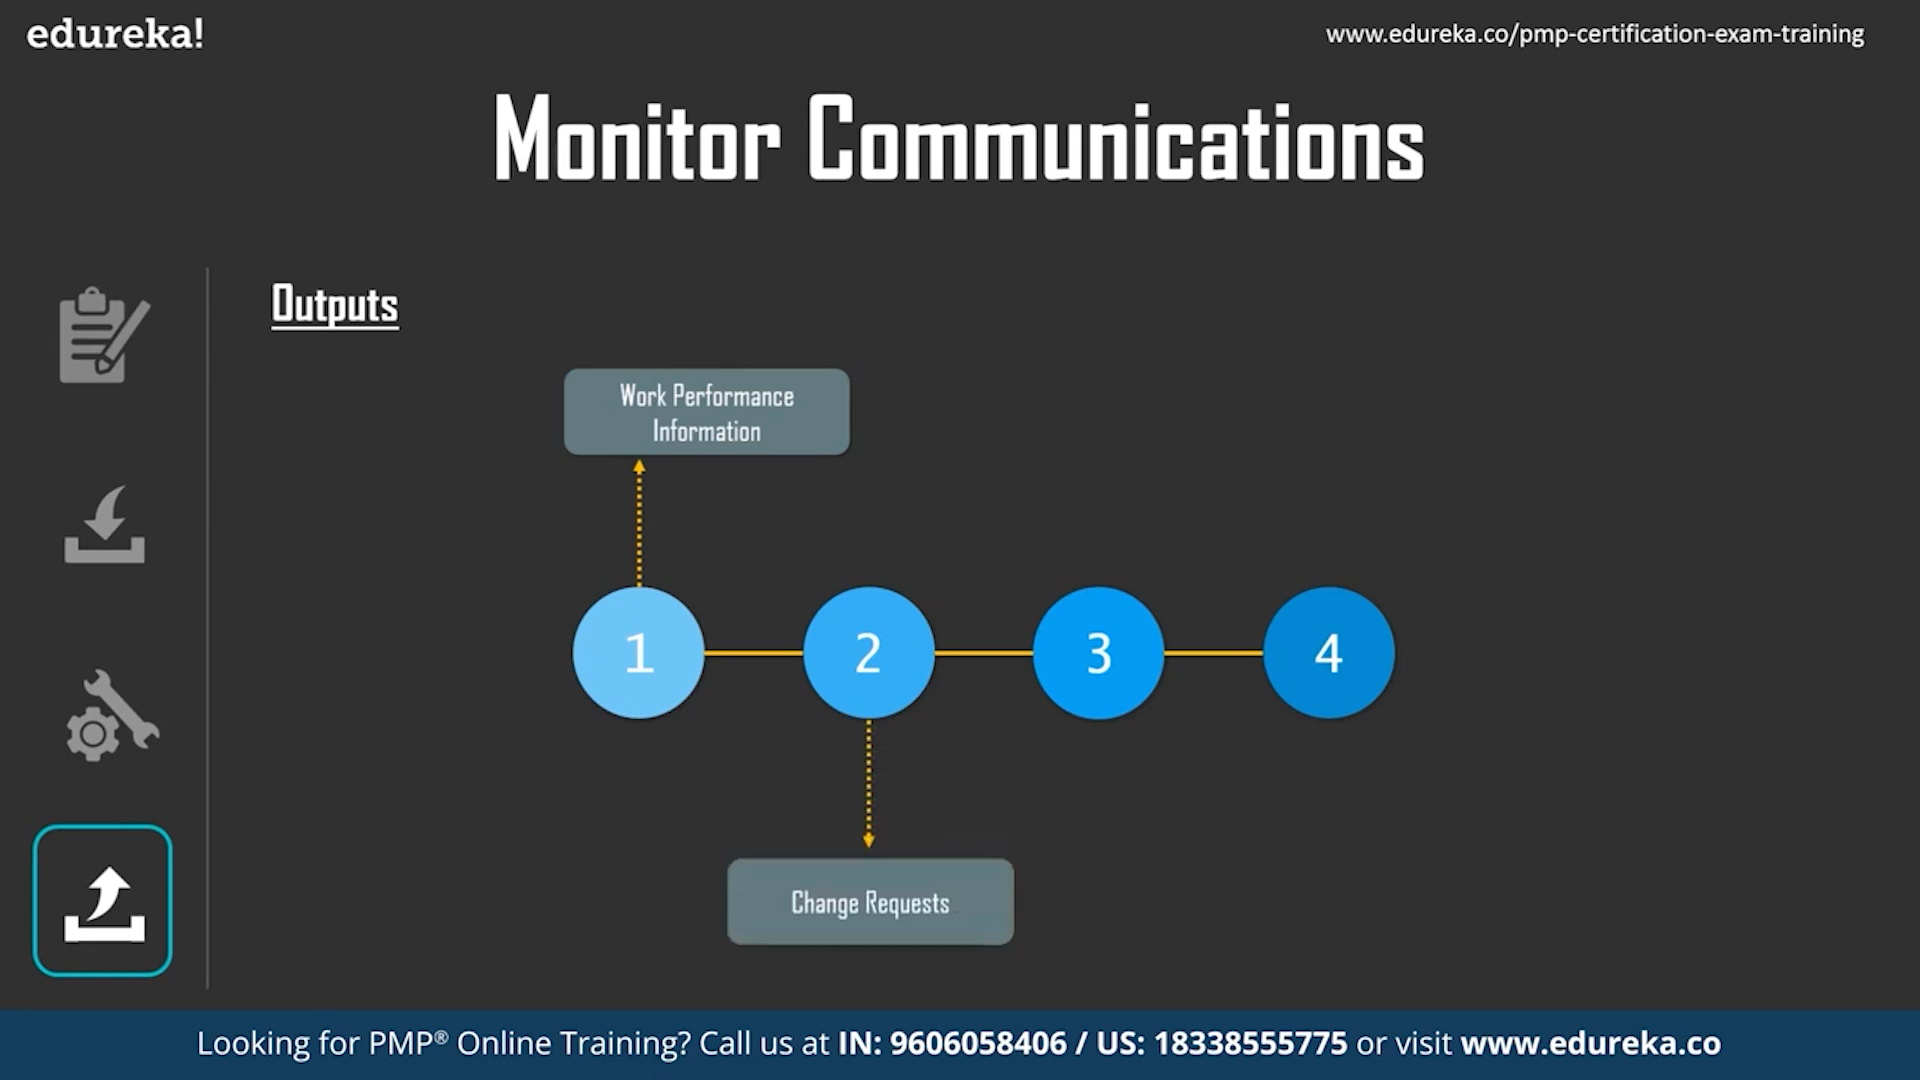 edureka!
www.edureka.co/pmp-certification-exam-training
Monitor Communications
Outputs
Work Performance
Information
1
2
3
4
Change Requests
Looking for PMP® Online Training? Call us at IN: 9606058406 / US: 18338555775 or visit www.edureka.co